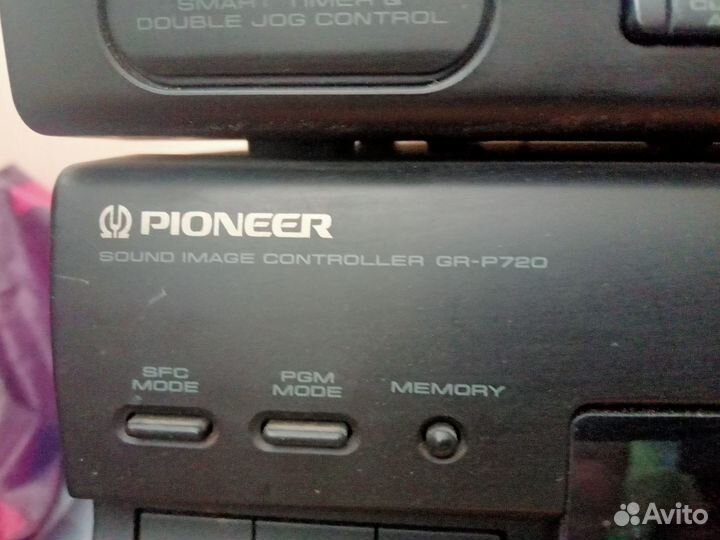 SMART TIMER &
DOUBLE JOG CONTROL
PIONEER
SOUND IMAGE CONTROLLER GR-P720
SFC
MODE
PGM
MODE
MEMORY
Avito